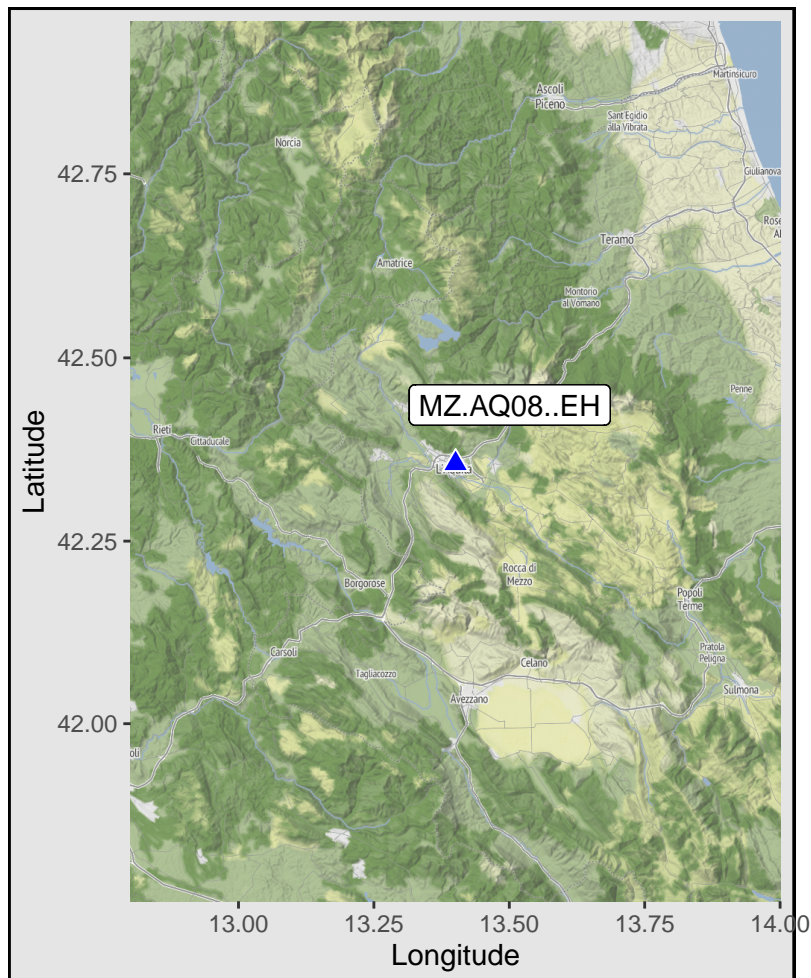 Martinsicuro
Ascoli
Piceno
Sant'Egidio
alla Vibrata
Norcia
42.75
Giulianova
Teramo
Amatrice
Montorio
al Vomano
42.50
Penne
MZ.AQ08..EH
Rieti
Cittaducale
Latitude
42.25
Rocca di
Mezzo
Borgorose
Popoli
Terme
Carsoli
Pratola
Peligna
Celano
Tagliacozzo
Sulmona
Avezzano
42.00
13.00
13.25
13.50
13.75
14.00
Longitude